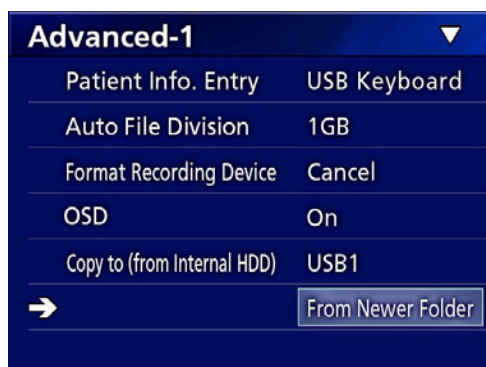 Advanced-1
Patient Info. Entry USB Keyboard
Auto File Division 1GB
Format Recording Device Cancel
OSD On
Copy to (from Internal HDD) USB1
From Newer Folder